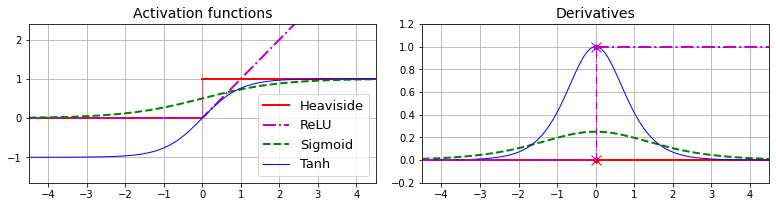 Activation functions
2
1
0
−1
−4 −3 −2 −1 0 1 2 3 4
Heaviside
ReLU
Sigmoid
Tanh
Derivatives
1.2
1.0
0.8
0.6
0.4
0.2
0.0
−0.2
−4 −3 −2 −1 0 1 2 3 4